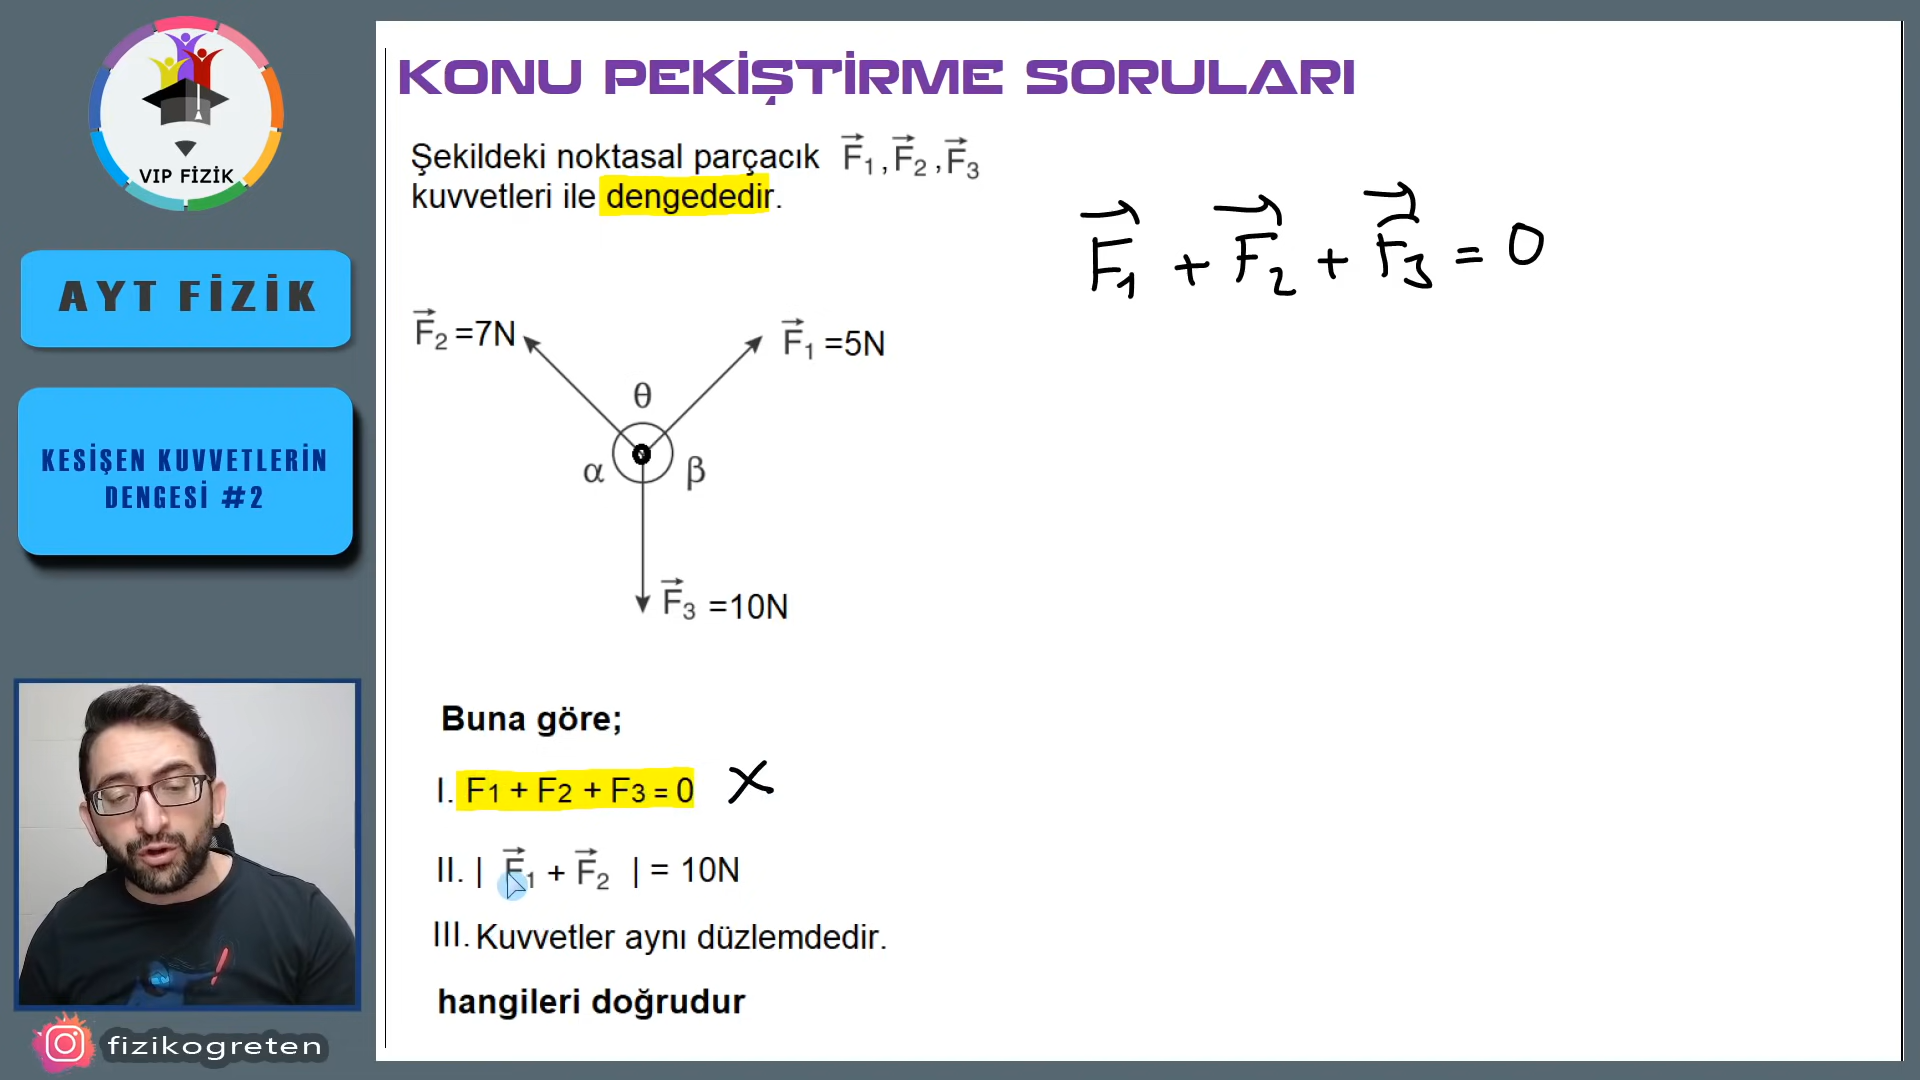 VIP FİZİK
AYT FİZİK
KESİŞEN KUVVETLERİN
DENGESİ #2
fizikogreten
KONU PEKİŞTİRME SORULARI
Şekildeki noktasal parçacık F⃗₁, F⃗₂, F⃗₃
kuvvetleri ile dengededir.
F⃗₁ + F⃗₂ + F⃗₃ = 0
F⃗₂ =7N
F⃗₁ =5N
θ
α
β
F⃗₃ =10N
Buna göre;
I. F1 + F2 + F3 = 0 X
II. | F⃗₁ + F⃗₂ | = 10N
III. Kuvvetler aynı düzlemdedir.
hangileri doğrudur